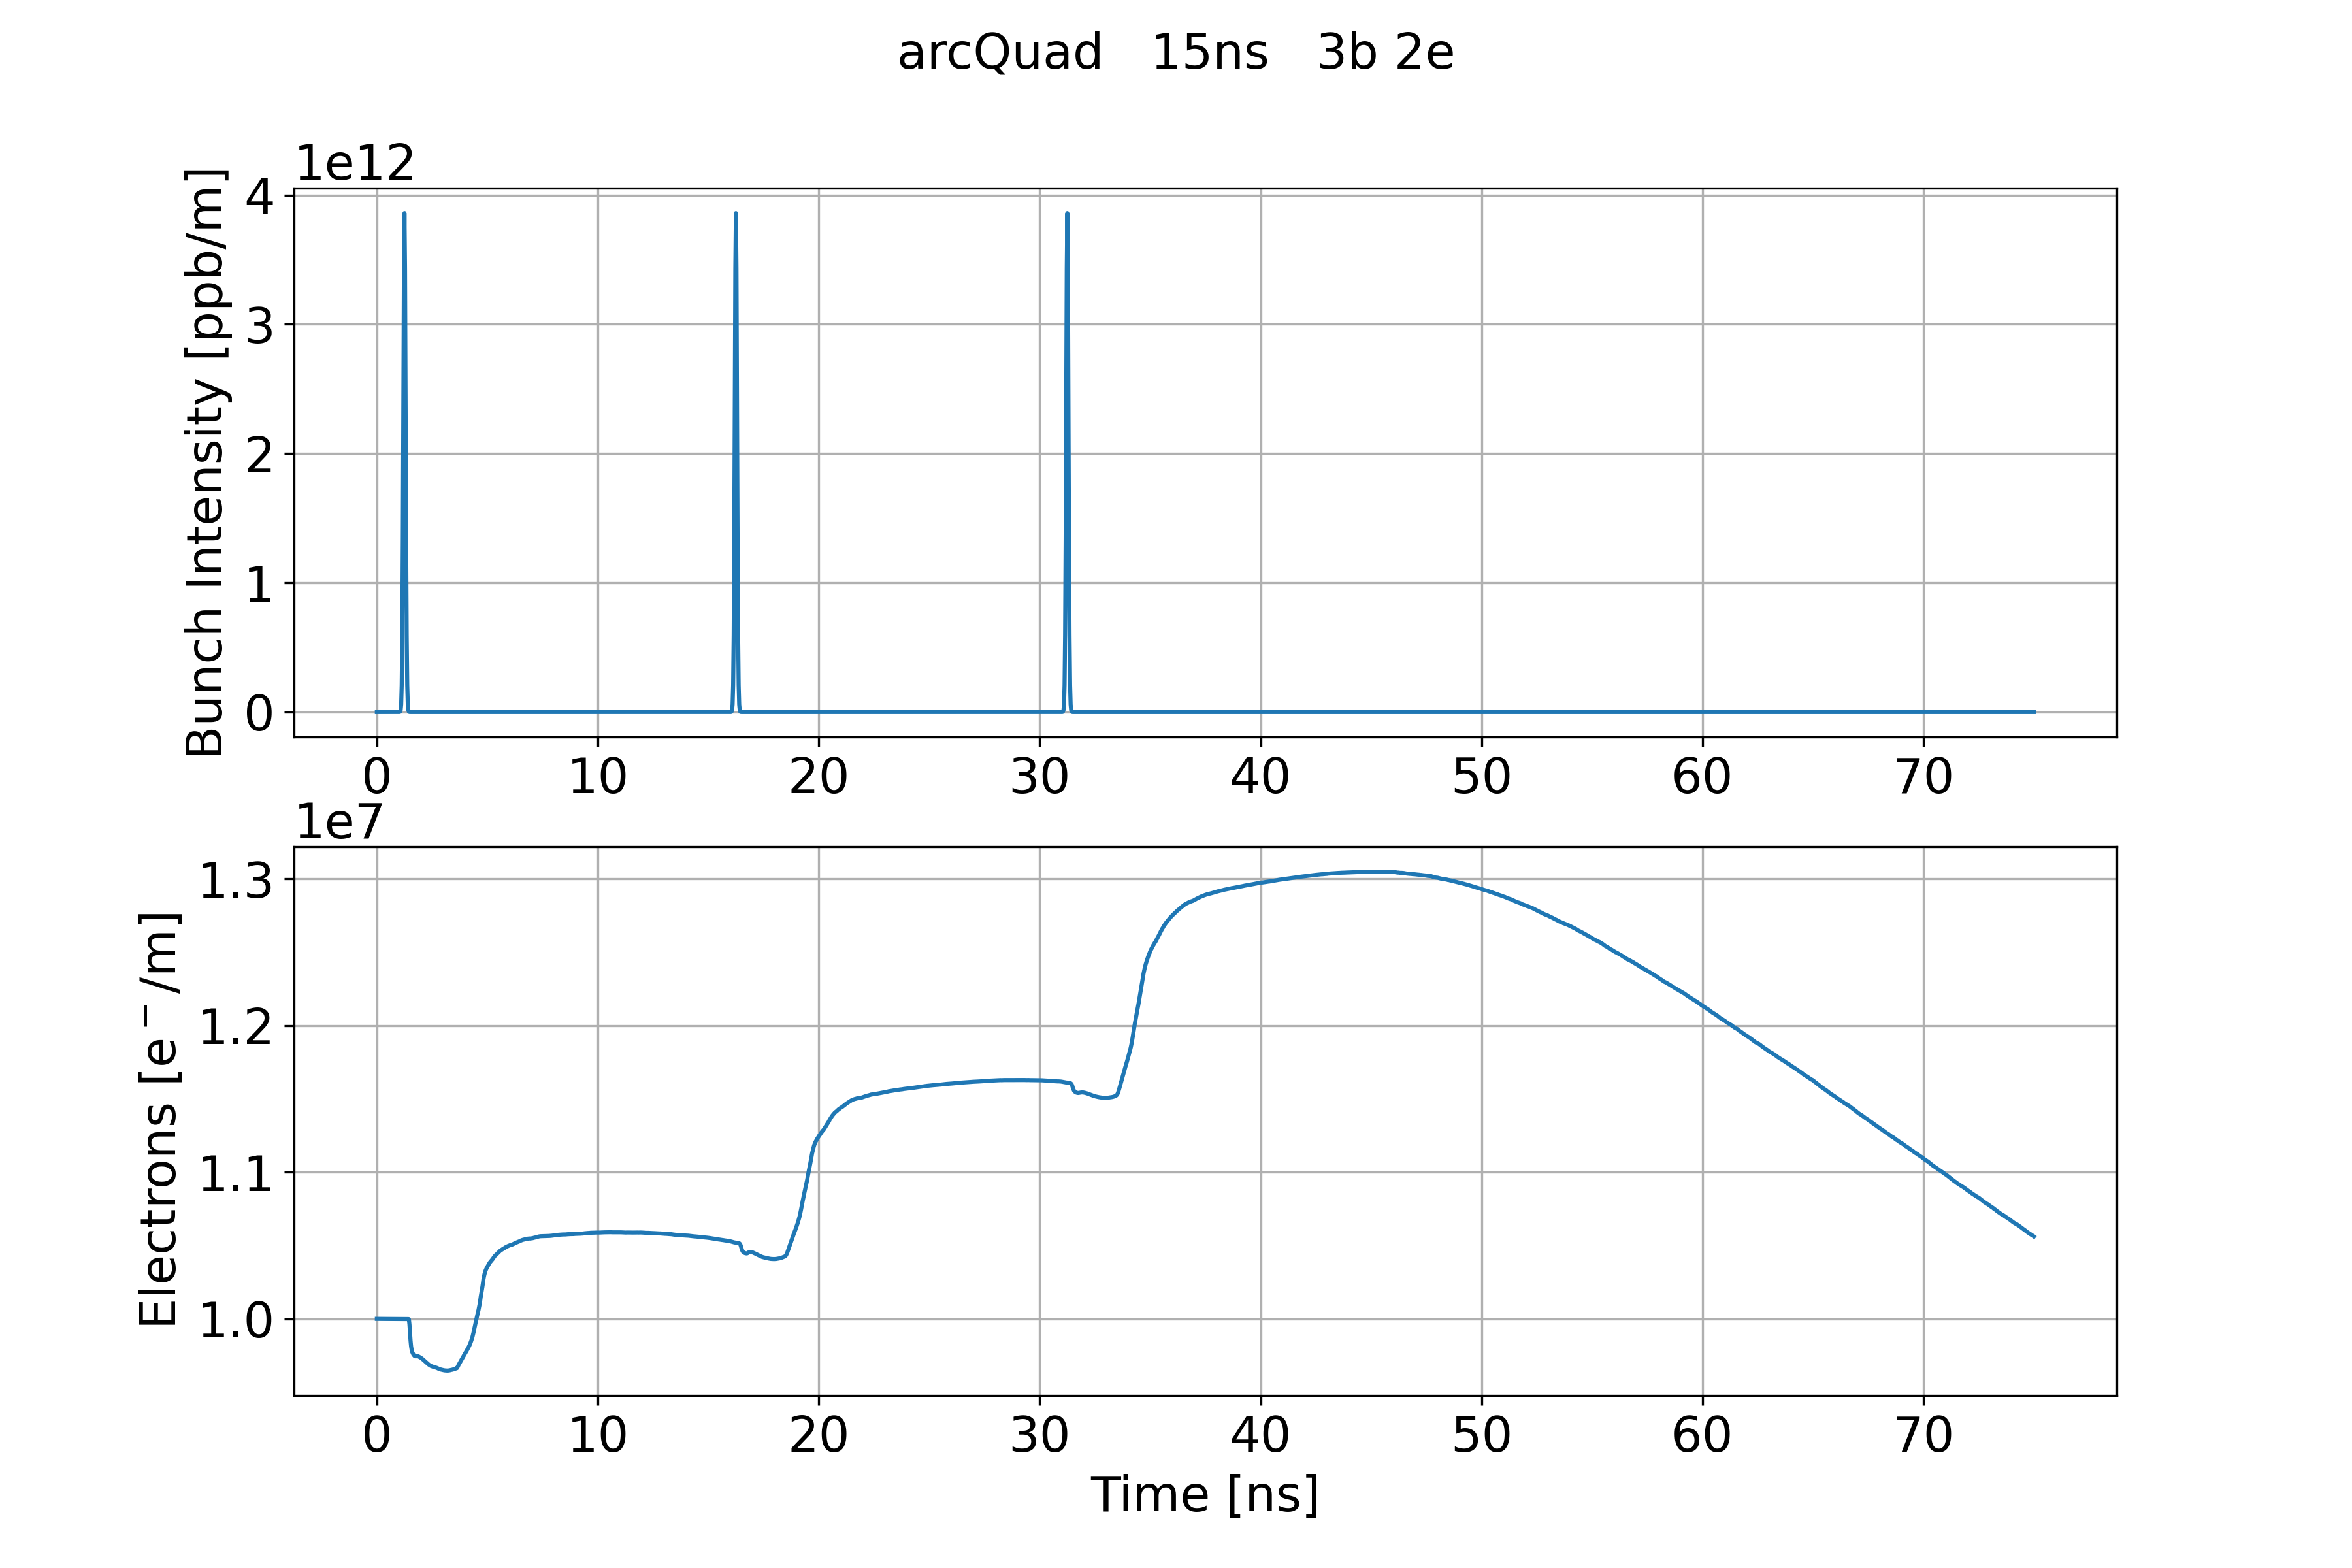 arcQuad   15ns   3b 2e
1e12
Bunch Intensity [ppb/m]
4
3
2
1
0
0 10 20 30 40 50 60 70
1e7
Electrons [e⁻/m]
1.3
1.2
1.1
1.0
0 10 20 30 40 50 60 70
Time [ns]